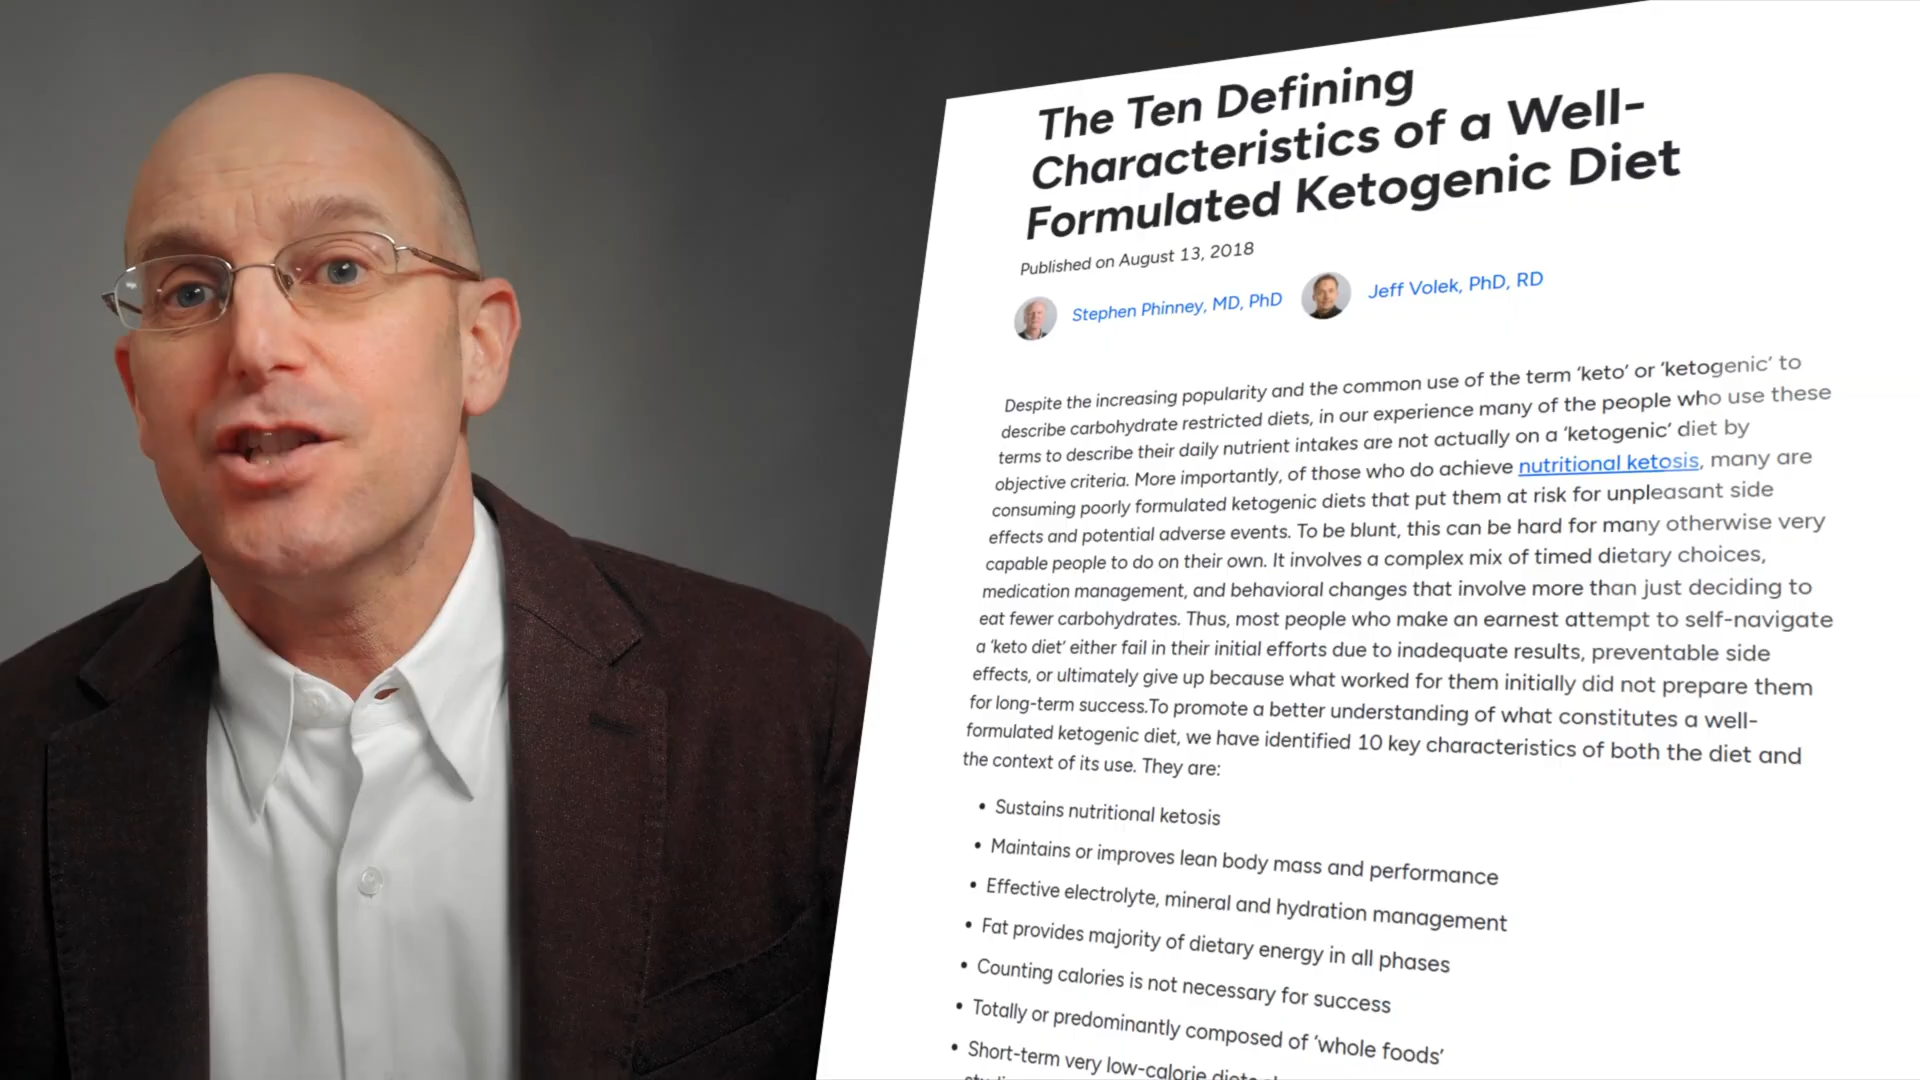 The Ten Defining
Characteristics of a Well-
Formulated Ketogenic Diet
Published on August 13, 2018
Stephen Phinney, MD, PhD
Jeff Volek, PhD, RD
Despite the increasing popularity and the common use of the term ‘keto’ or ‘ketogenic’ to
describe carbohydrate restricted diets, in our experience many of the people who use these
terms to describe their daily nutrient intakes are not actually on a ‘ketogenic’ diet by
objective criteria. More importantly, of those who do achieve nutritional ketosis, many are
consuming poorly formulated ketogenic diets that put them at risk for unpleasant side
effects and potential adverse events. To be blunt, this can be hard for many otherwise very
capable people to do on their own. It involves a complex mix of timed dietary choices,
medication management, and behavioral changes that involve more than just deciding to
eat fewer carbohydrates. Thus, most people who make an earnest attempt to self-navigate
a ‘keto diet’ either fail in their initial efforts due to inadequate results, preventable side
effects, or ultimately give up because what worked for them initially did not prepare them
for long-term success.To promote a better understanding of what constitutes a well-
formulated ketogenic diet, we have identified 10 key characteristics of both the diet and
the context of its use. They are:
• Sustains nutritional ketosis
• Maintains or improves lean body mass and performance
• Effective electrolyte, mineral and hydration management
• Fat provides majority of dietary energy in all phases
• Counting calories is not necessary for success
• Totally or predominantly composed of ‘whole foods’
• Short-term very low-calorie diets